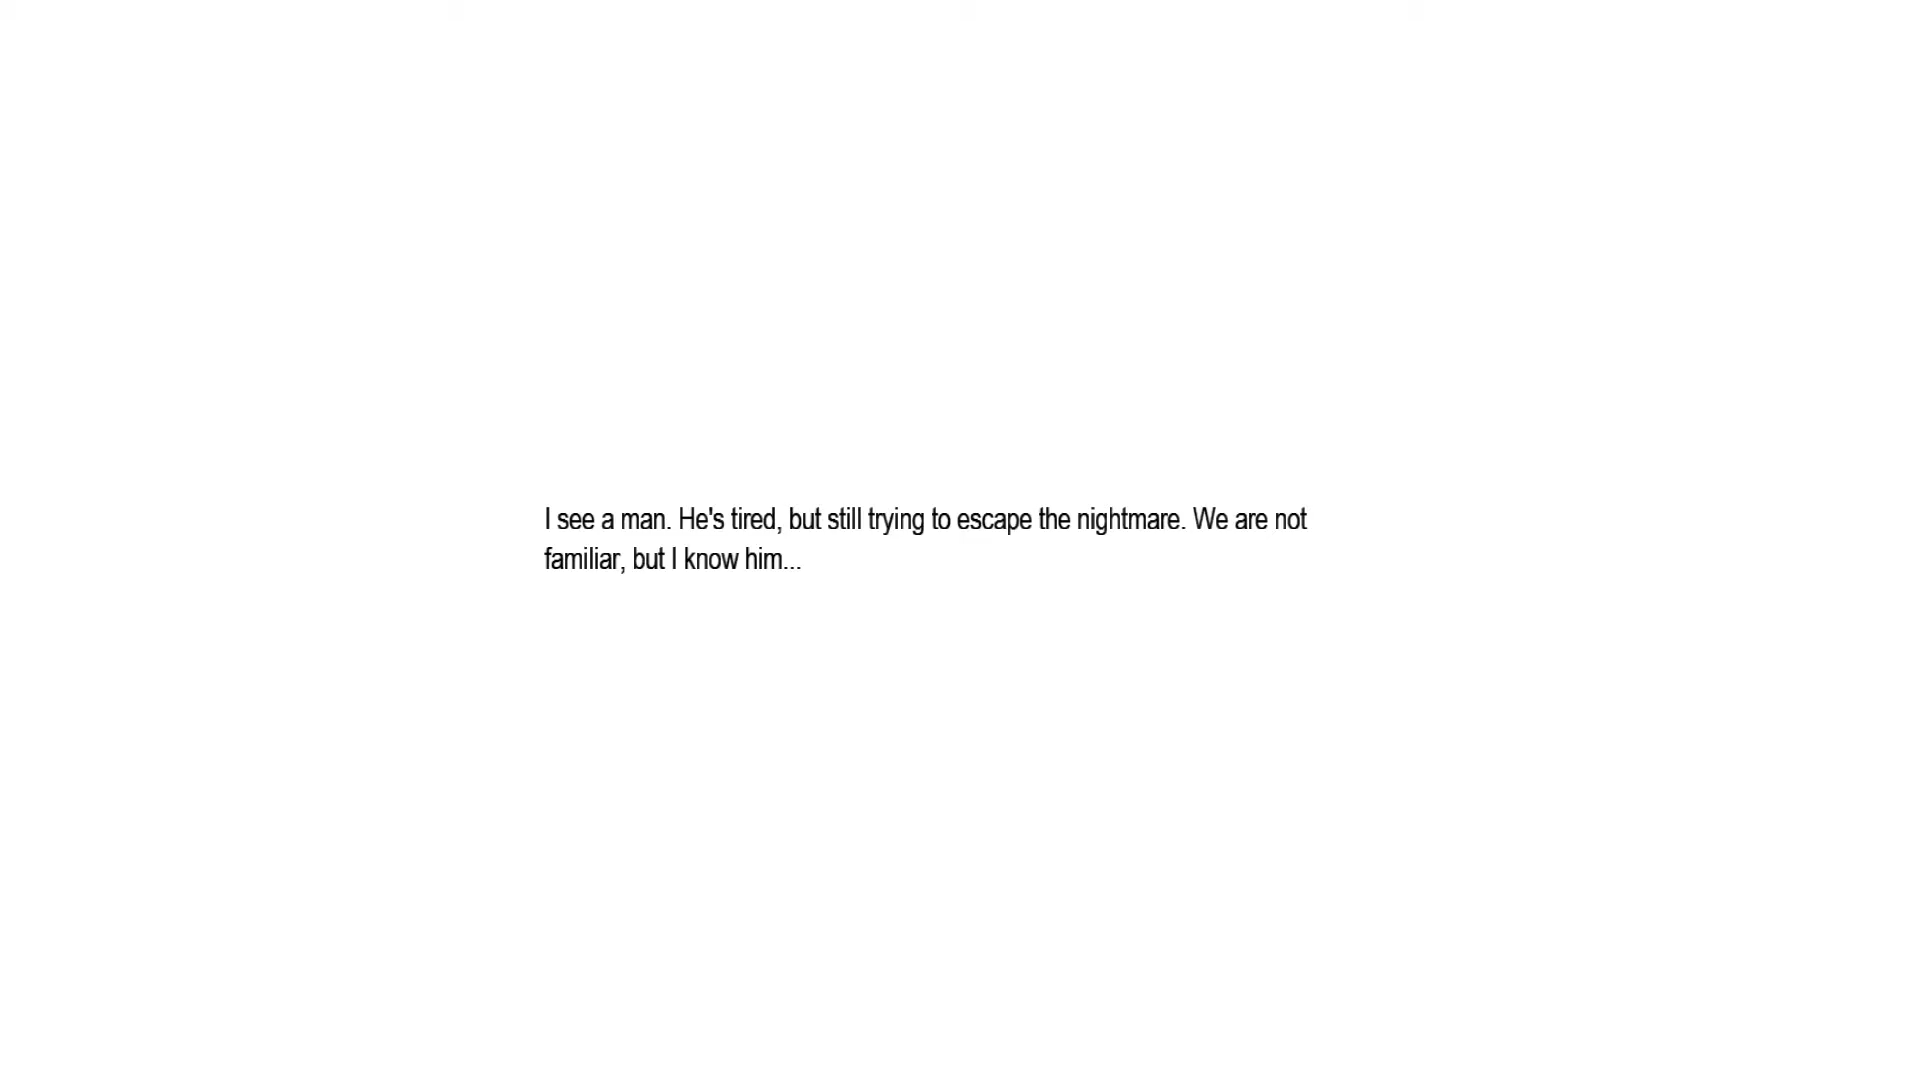 I see a man. He's tired, but still trying to escape the nightmare. We are not
familiar, but I know him...